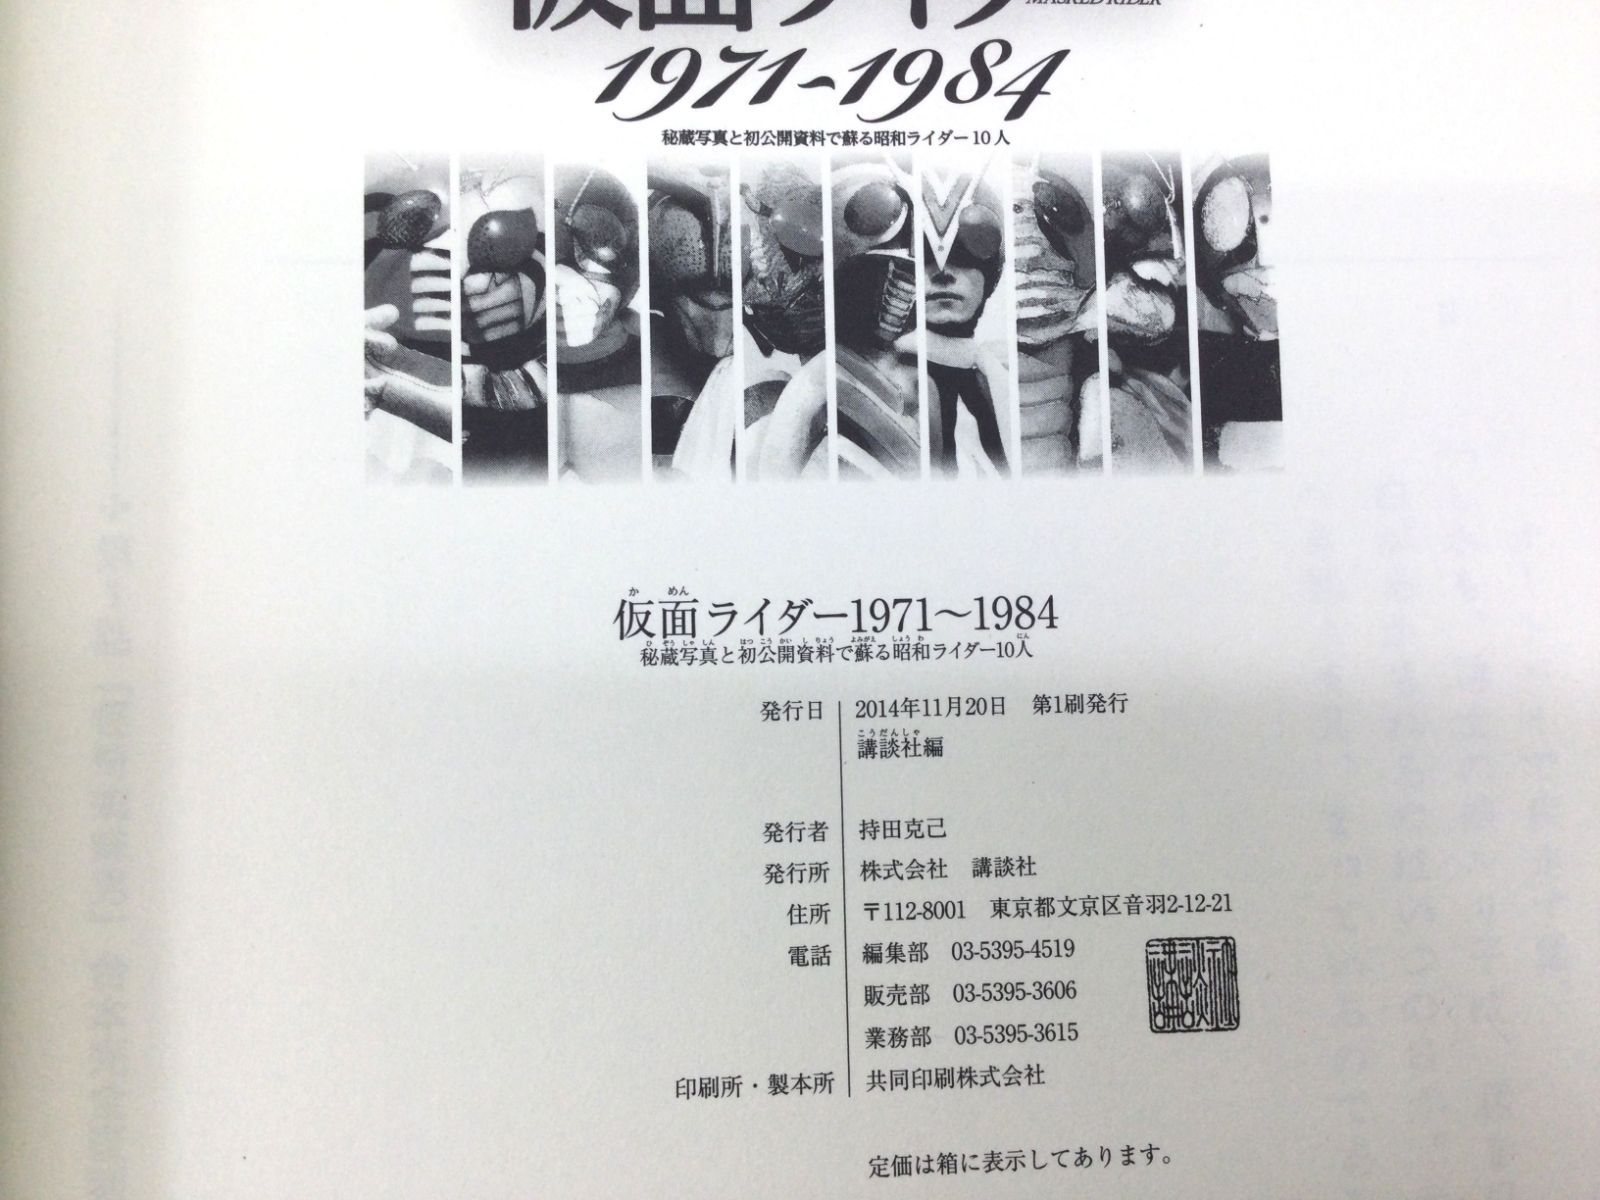 仮面ライダー
MASKED RIDER
1971~1984
秘蔵写真と初公開資料で蘇る昭和ライダー10人
仮面ライダー1971~1984
秘蔵写真と初公開資料で蘇る昭和ライダー10人
発行日 2014年11月20日 第1刷発行
講談社編
発行者 持田克己
発行所 株式会社 講談社
住所 〒112-8001 東京都文京区音羽2-12-21
電話 編集部 03-5395-4519
販売部 03-5395-3606
業務部 03-5395-3615
印刷所・製本所 共同印刷株式会社
定価は箱に表示してあります。